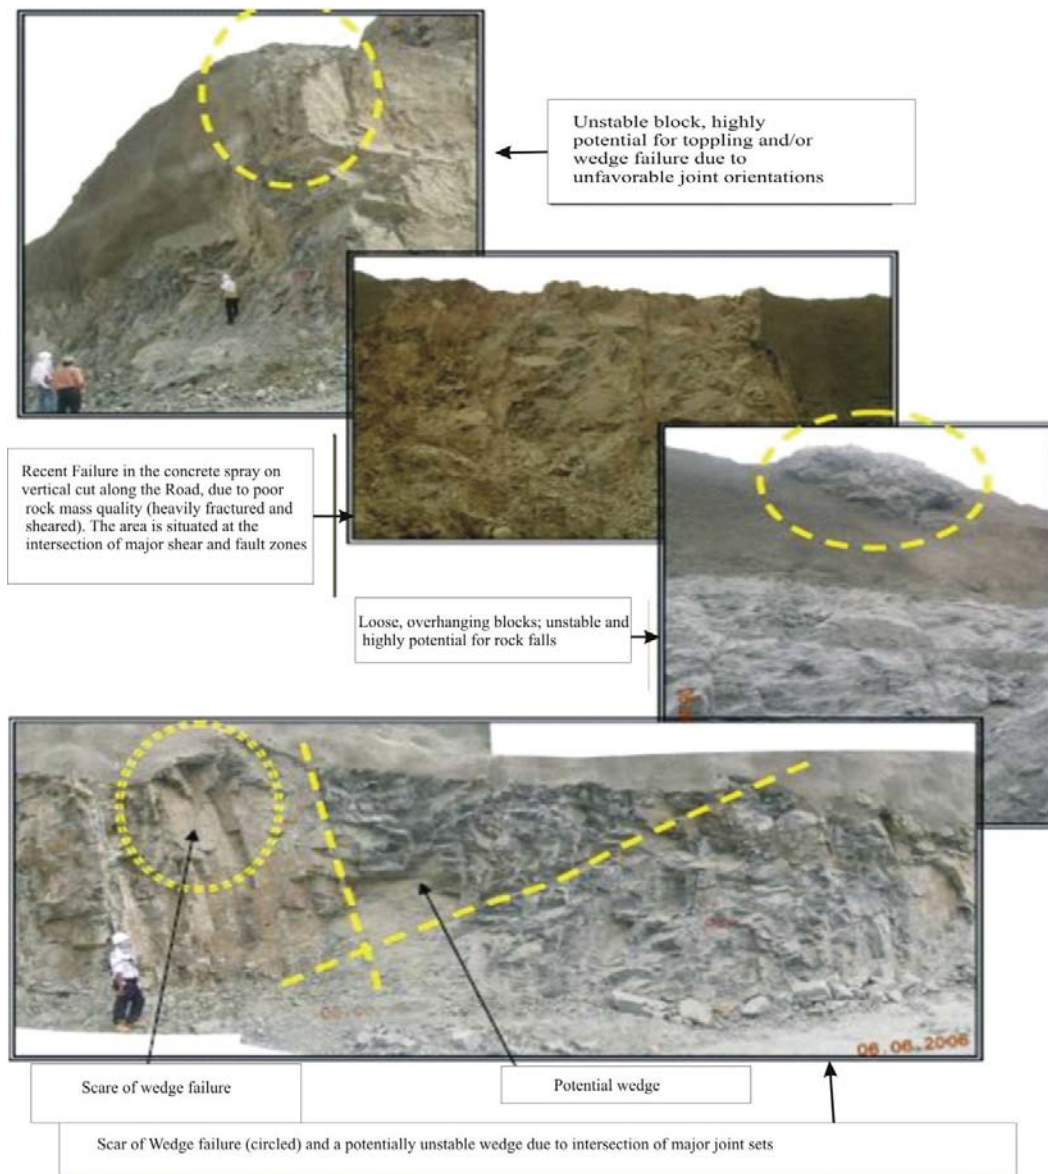 Unstable block, highly
potential for toppling and/or
wedge failure due to
unfavorable joint orientations
Recent Failure in the concrete spray on
vertical cut along the Road, due to poor
rock mass quality (heavily fractured and
sheared). The area is situated at the
intersection of major shear and fault zones
Loose, overhanging blocks; unstable and
highly potential for rock falls
06.06.2006
Scare of wedge failure
Potential wedge
Scar of Wedge failure (circled) and a potentially unstable wedge due to intersection of major joint sets